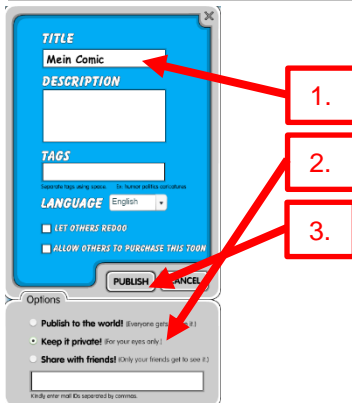 TITLE
Mein Comic
DESCRIPTION
TAGS
Seperate tags using space. Ex: humor politics caricatures
LANGUAGE English
LET OTHERS REDOO
ALLOW OTHERS TO PURCHASE THIS TOON
PUBLISH CANCEL
Options
Publish to the world! (Everyone gets to see it.)
Keep it private! (For your eyes only.)
Share with friends! (Only your friends get to see it.)
Kindly enter mail IDs separated by commas.
1.
2.
3.